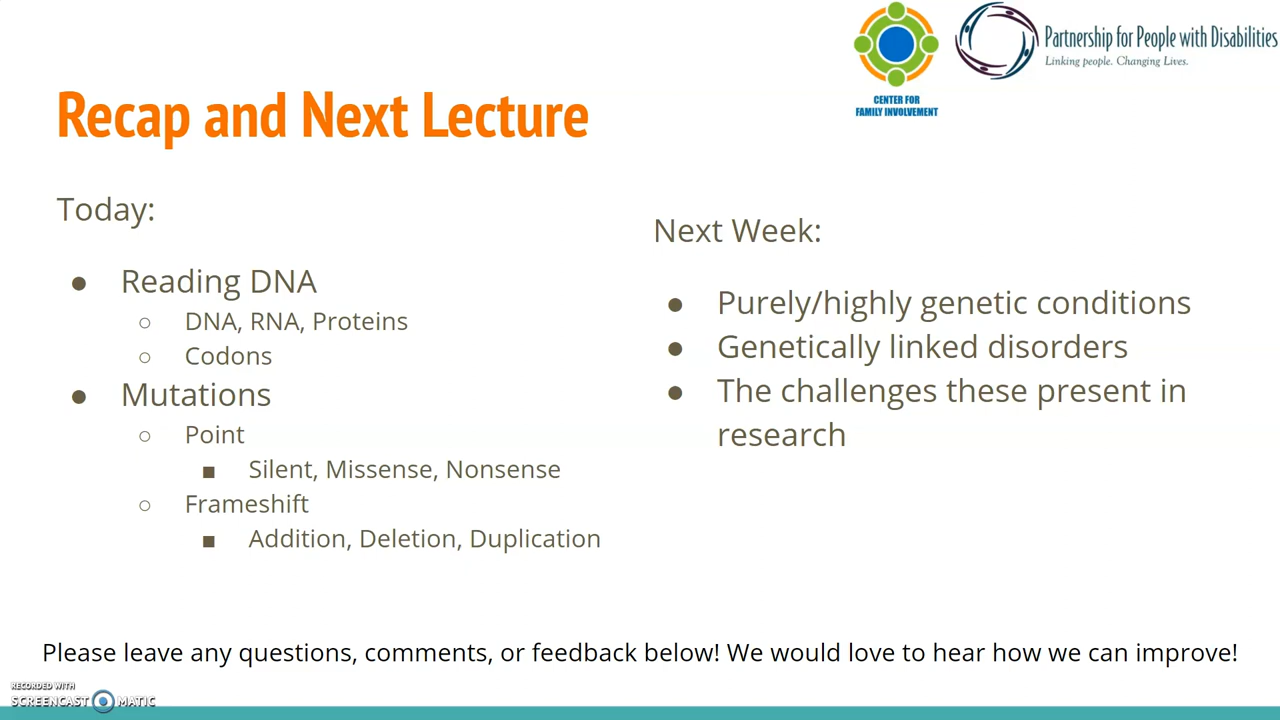 CENTER FOR
FAMILY INVOLVEMENT
Partnership for People with Disabilities
Linking people. Changing Lives.
Recap and Next Lecture
Today:
● Reading DNA
○ DNA, RNA, Proteins
○ Codons
● Mutations
○ Point
■ Silent, Missense, Nonsense
○ Frameshift
■ Addition, Deletion, Duplication
Next Week:
● Purely/highly genetic conditions
● Genetically linked disorders
● The challenges these present in
research
Please leave any questions, comments, or feedback below! We would love to hear how we can improve!
RECORDED WITH
SCREENCAST MATIC